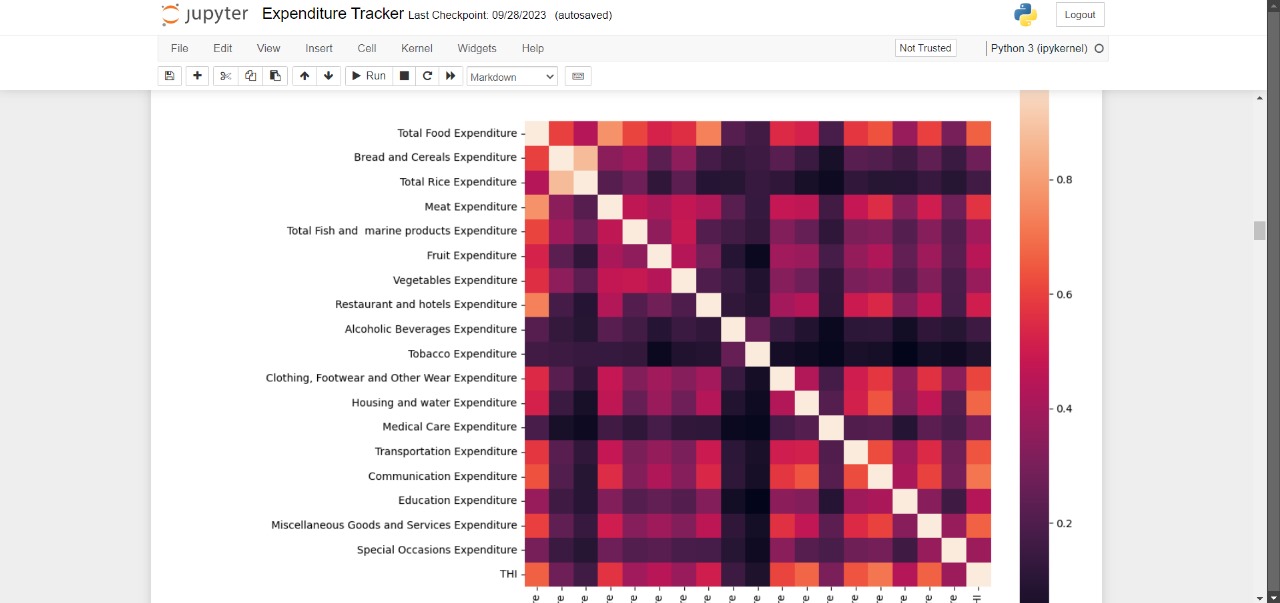 jupyter Expenditure Tracker Last Checkpoint: 09/28/2023 (autosaved) Logout
File Edit View Insert Cell Kernel Widgets Help Not Trusted Python 3 (ipykernel)
Run Markdown
Total Food Expenditure
Bread and Cereals Expenditure
Total Rice Expenditure
Meat Expenditure
Total Fish and  marine products Expenditure
Fruit Expenditure
Vegetables Expenditure
Restaurant and hotels Expenditure
Alcoholic Beverages Expenditure
Tobacco Expenditure
Clothing, Footwear and Other Wear Expenditure
Housing and water Expenditure
Medical Care Expenditure
Transportation Expenditure
Communication Expenditure
Education Expenditure
Miscellaneous Goods and Services Expenditure
Special Occasions Expenditure
THI
0.8
0.6
0.4
0.2